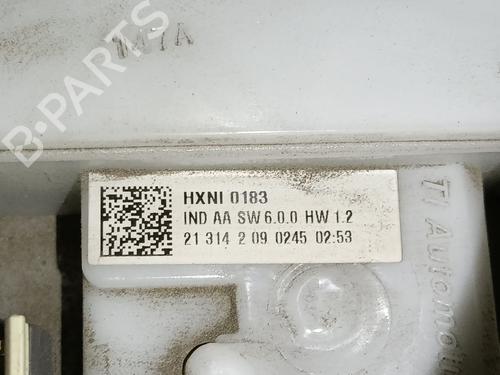 B-PARTS
HXNI 0183
IND AA SW 6.0.0 HW 1.2
21 314 2 09 0245 02:53
TI Automoti